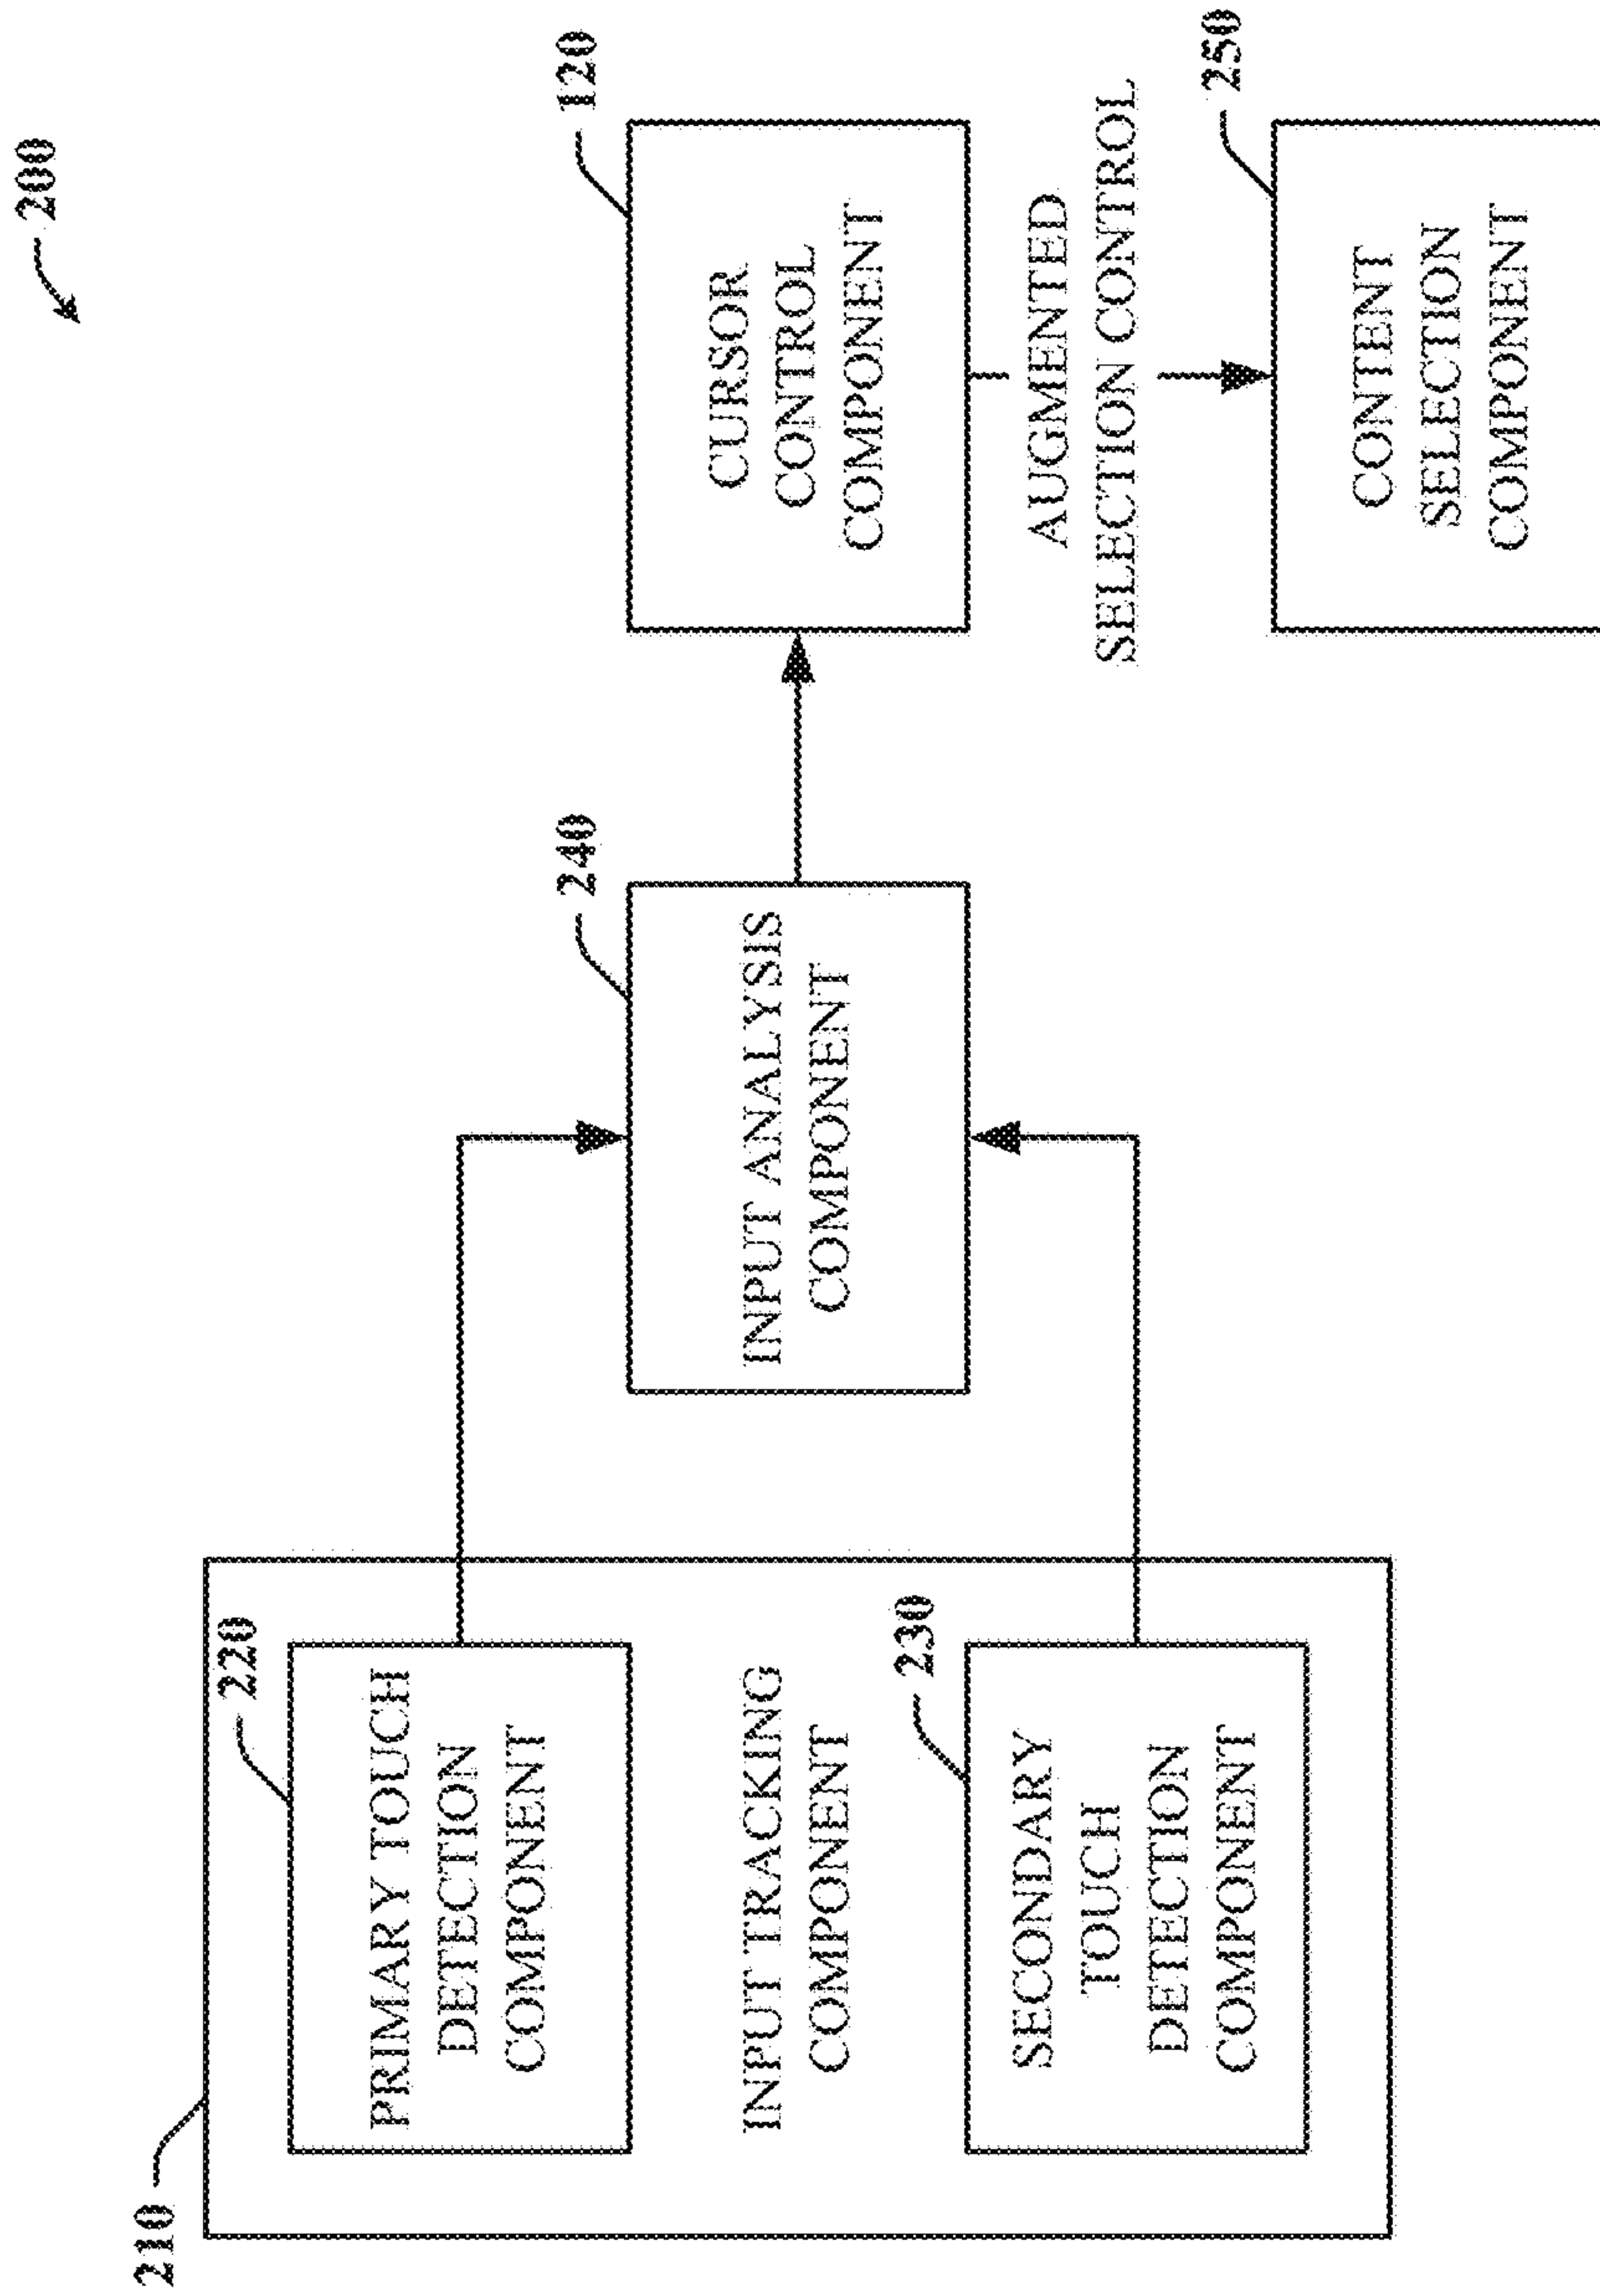 200
210
220
PRIMARY TOUCH
DETECTION
COMPONENT
INPUT TRACKING
COMPONENT
230
SECONDARY
TOUCH
DETECTION
COMPONENT
240
INPUT ANALYSIS
COMPONENT
120
CURSOR
CONTROL
COMPONENT
AUGMENTED
SELECTION CONTROL
250
CONTENT
SELECTION
COMPONENT